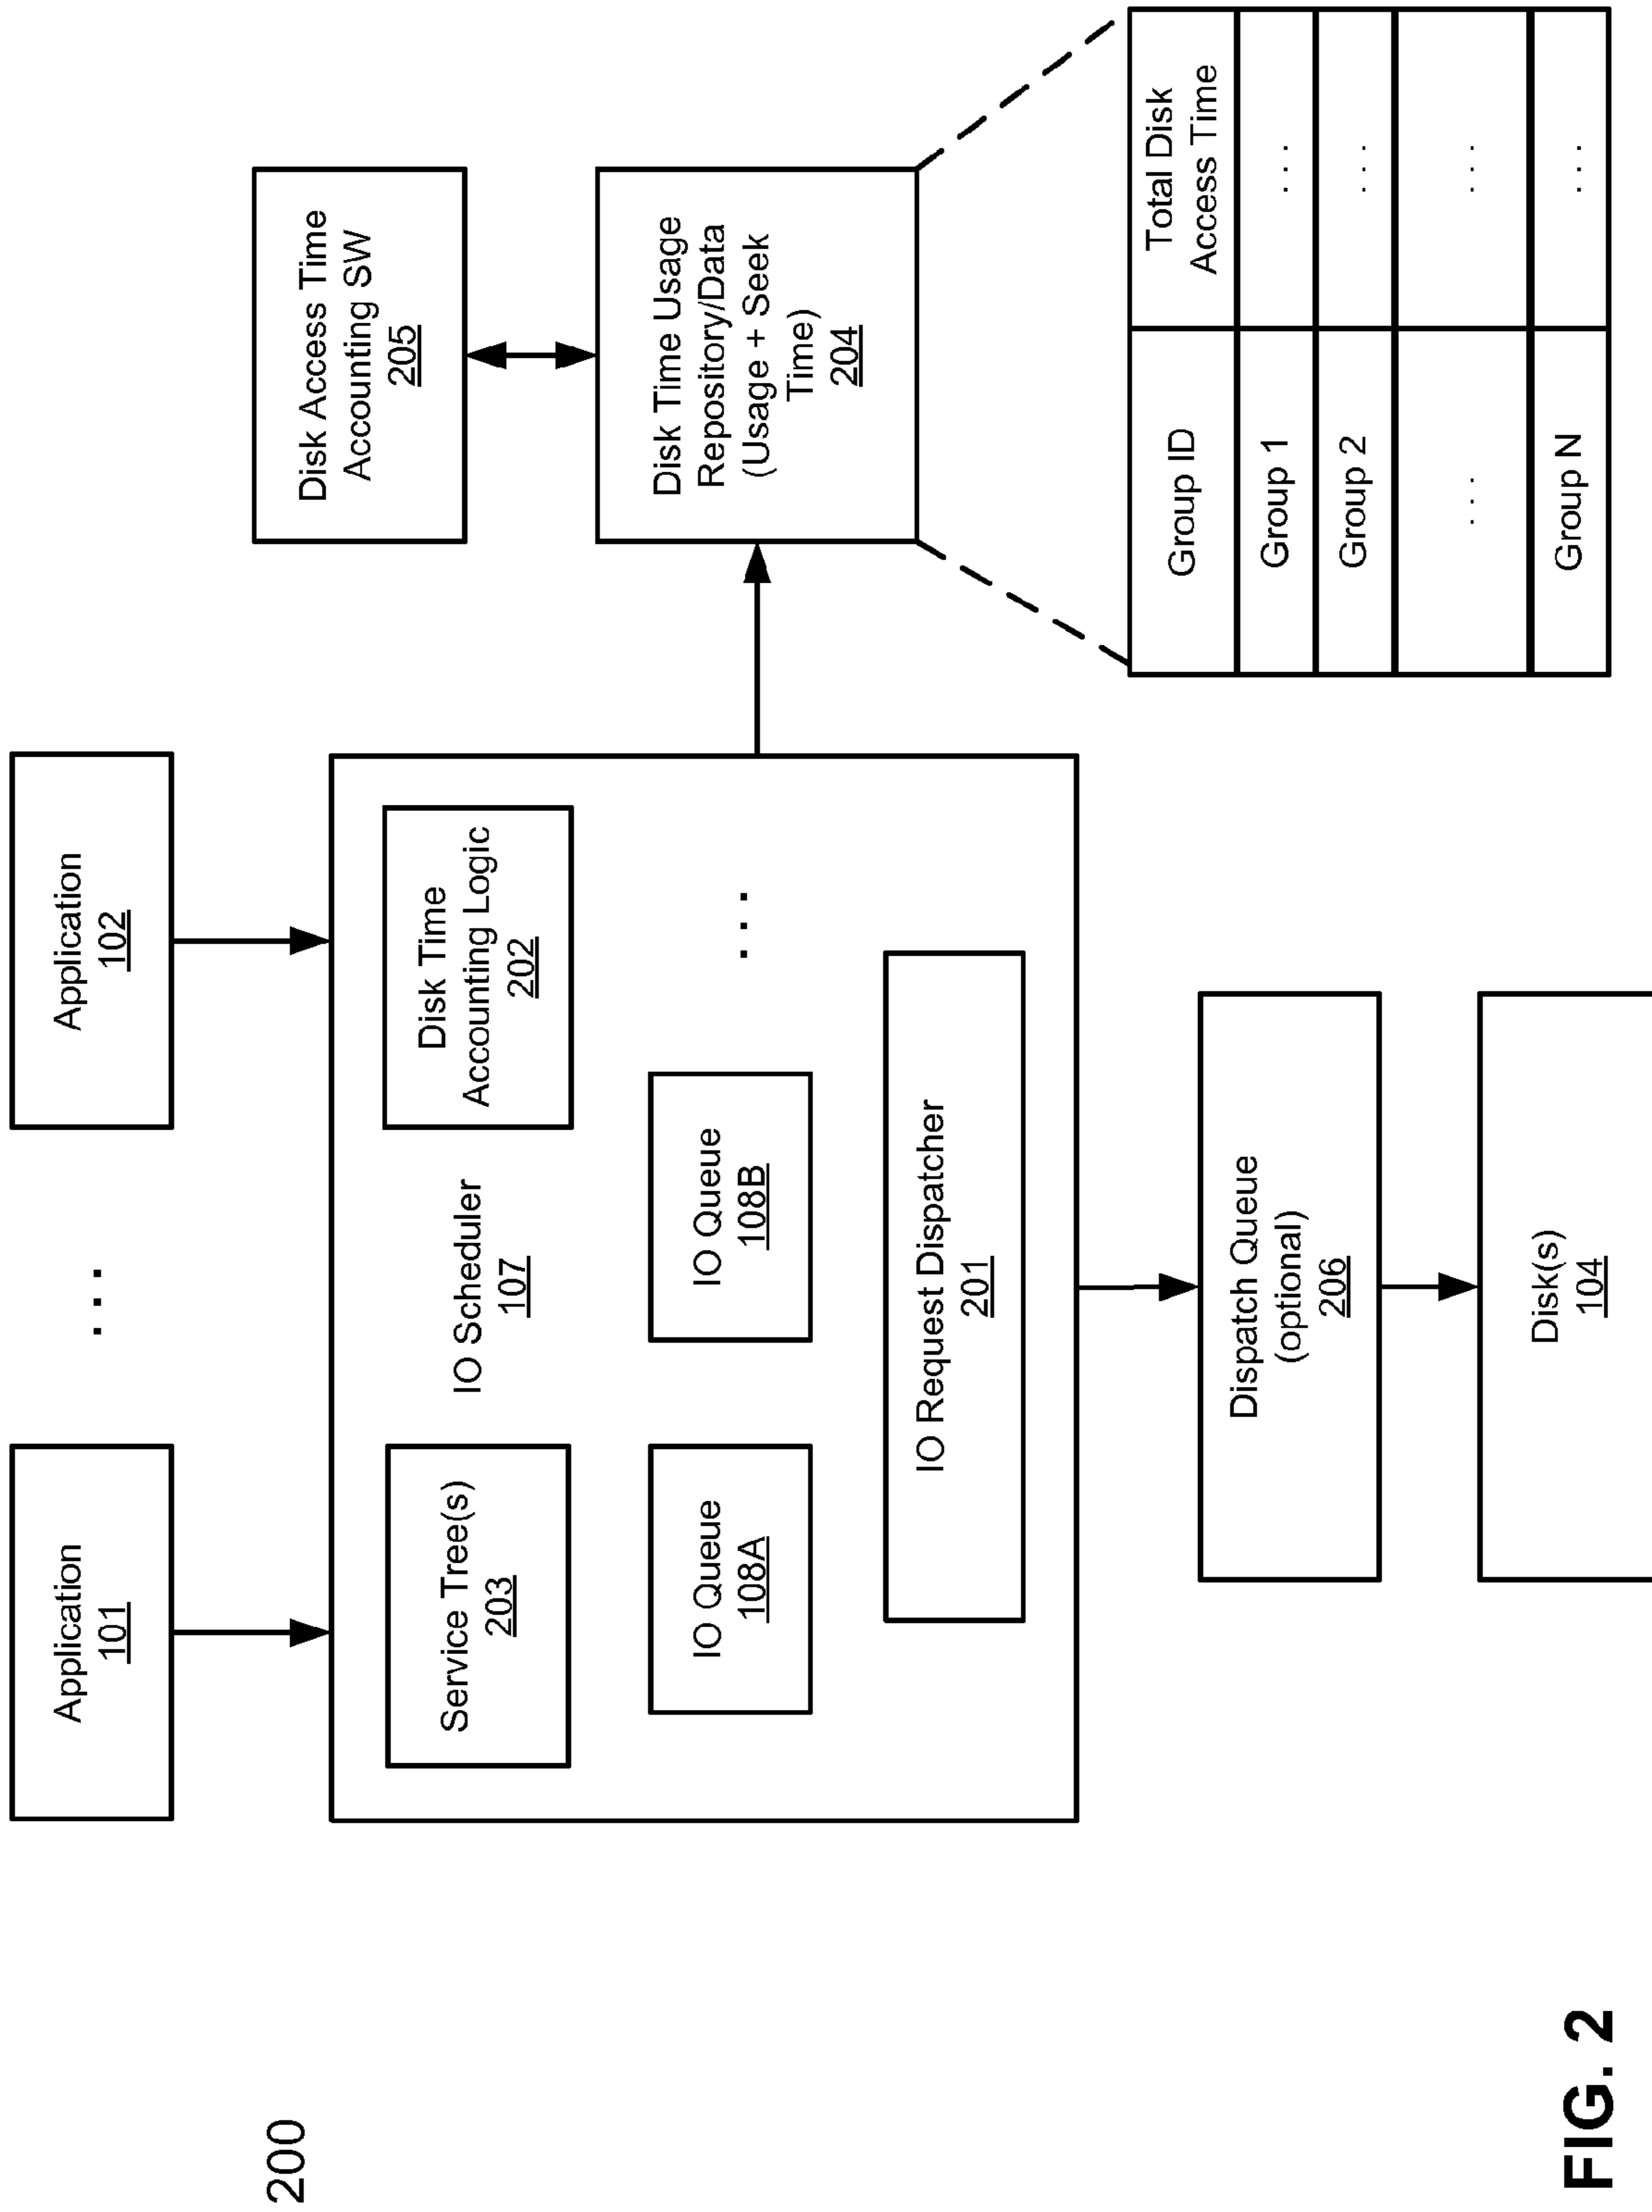 200
Application
101
. . .
Application
102
Service Tree(s)
203
IO Scheduler
107
Disk Time
Accounting Logic
202
IO Queue
108A
IO Queue
108B
. . .
IO Request Dispatcher
201
Disk Access Time
Accounting SW
205
Disk Time Usage
Repository/Data
(Usage + Seek
Time)
204
Dispatch Queue
(optional)
206
Disk(s)
104
Group ID
Total Disk
Access Time
Group 1
. . .
Group 2
. . .
. . .
. . .
Group N
. . .
FIG. 2